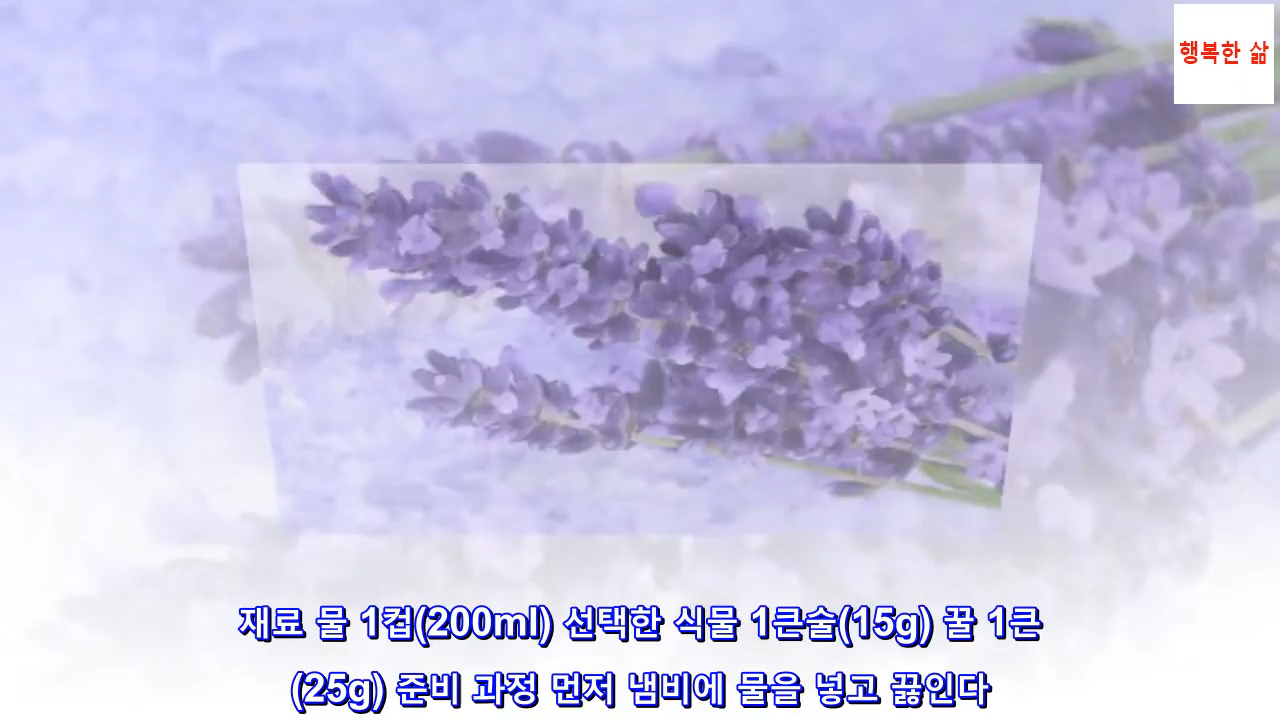 행복한 삶
재료 물 1컵(200ml) 선택한 식물 1큰술(15g) 꿀 1큰
(25g) 준비 과정 먼저 냄비에 물을 넣고 끓인다